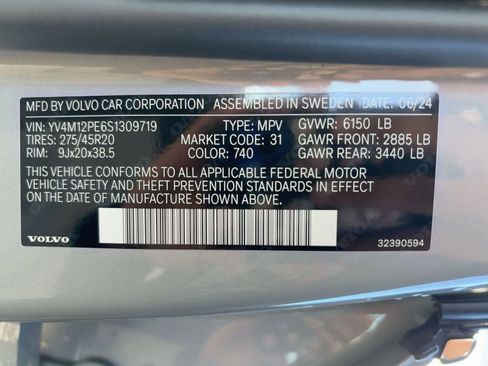 MFD BY VOLVO CAR CORPORATION ASSEMBLED IN SWEDEN DATE: 06/24
VIN: YV4M12PE6S1309719 TYPE: MPV GVWR: 6150 LB
TIRES: 275/45R20 MARKET CODE: 31 GAWR FRONT: 2885 LB
RIM: 9Jx20x38.5 COLOR: 740 GAWR REAR: 3440 LB
THIS VEHICLE CONFORMS TO ALL APPLICABLE FEDERAL MOTOR
VEHICLE SAFETY AND THEFT PREVENTION STANDARDS IN EFFECT
ON THE DATE OF MANUFACTURE SHOWN ABOVE.
VOLVO 32390594